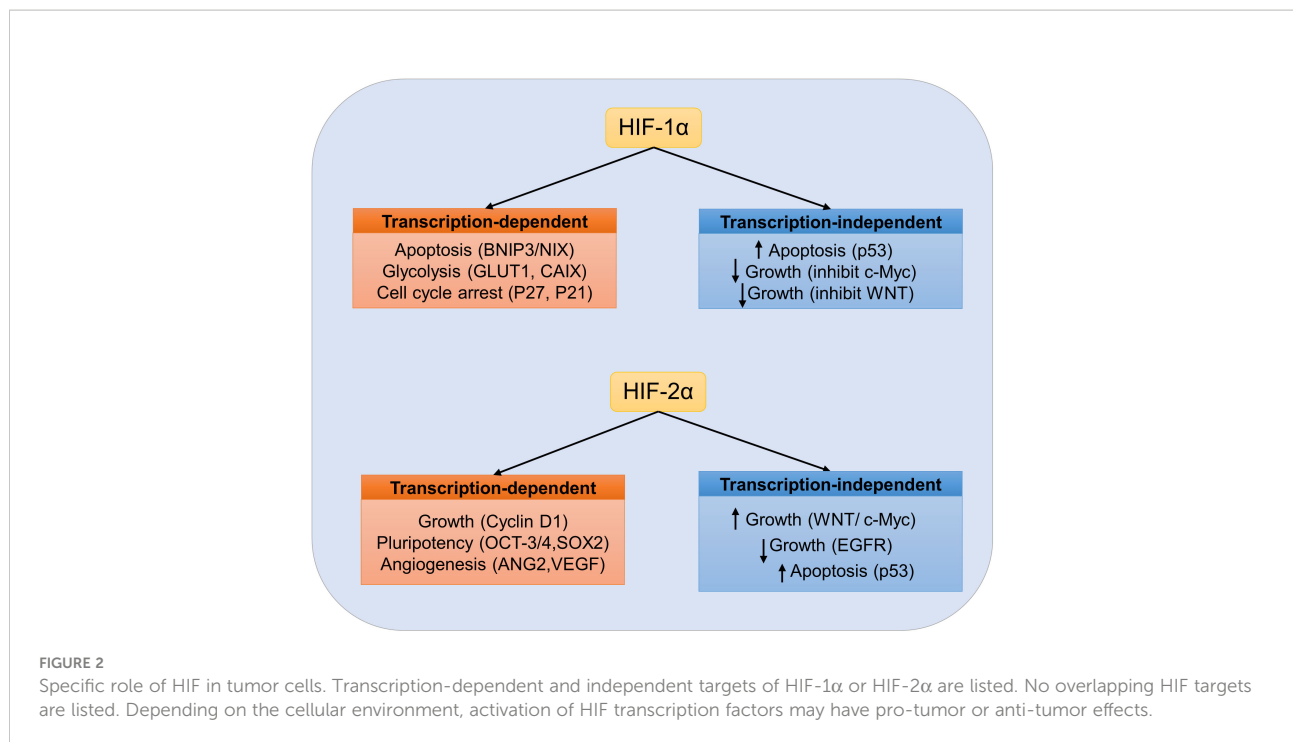 HIF-1α
Transcription-dependent
Apoptosis (BNIP3/NIX)
Glycolysis (GLUT1, CAIX)
Cell cycle arrest (P27, P21)
Transcription-independent
↑ Apoptosis (p53)
↓ Growth (inhibit c-Myc)
↓ Growth (inhibit WNT)
HIF-2α
Transcription-dependent
Growth (Cyclin D1)
Pluripotency (OCT-3/4,SOX2)
Angiogenesis (ANG2,VEGF)
Transcription-independent
↑ Growth (WNT/ c-Myc)
↓ Growth (EGFR)
↑ Apoptosis (p53)
FIGURE 2
Specific role of HIF in tumor cells. Transcription-dependent and independent targets of HIF-1α or HIF-2α are listed. No overlapping HIF targets
are listed. Depending on the cellular environment, activation of HIF transcription factors may have pro-tumor or anti-tumor effects.